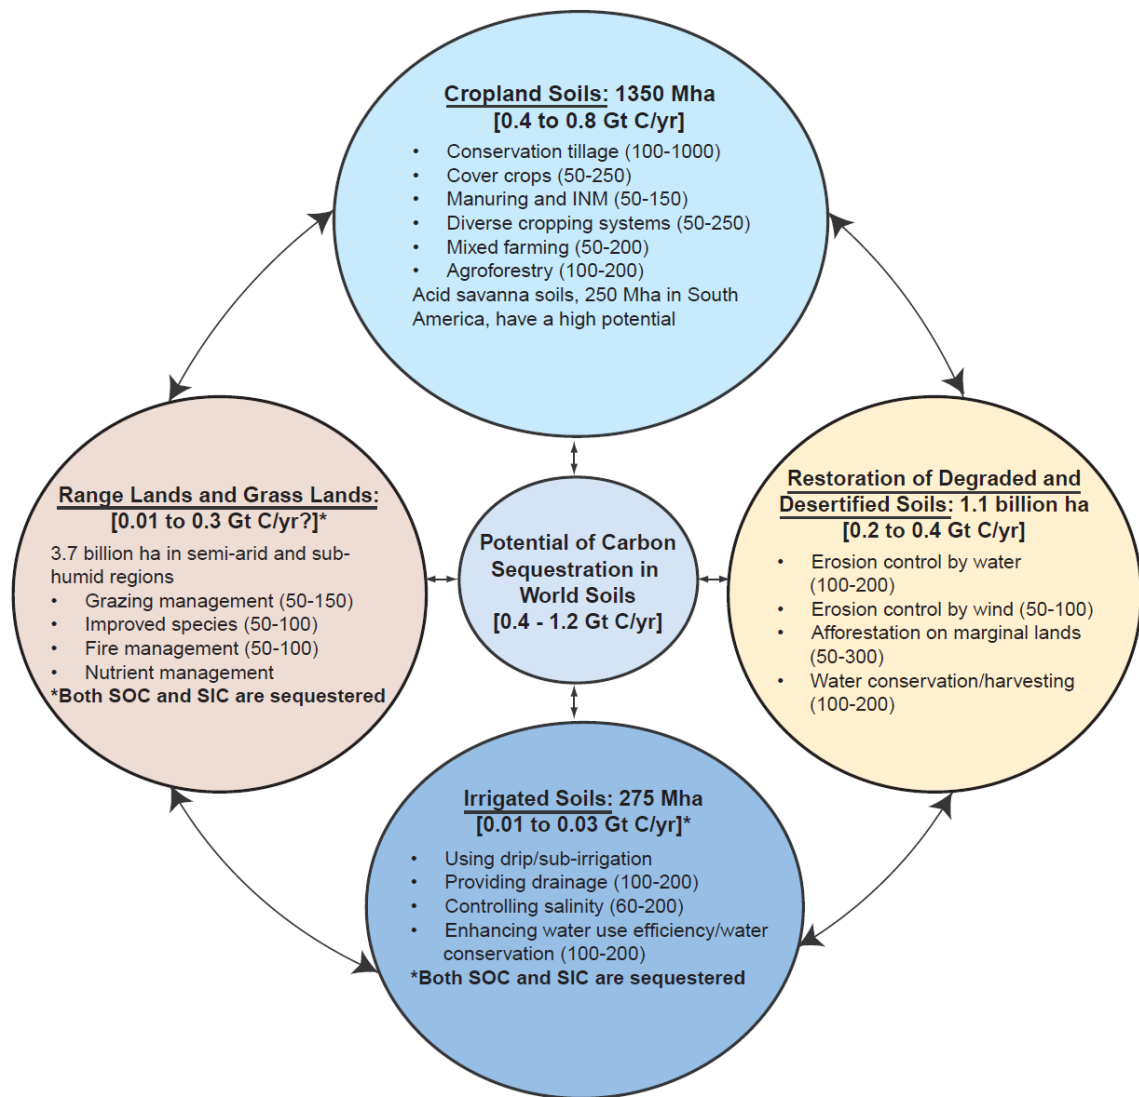 Cropland Soils: 1350 Mha
[0.4 to 0.8 Gt C/yr]
• Conservation tillage (100-1000)
• Cover crops (50-250)
• Manuring and INM (50-150)
• Diverse cropping systems (50-250)
• Mixed farming (50-200)
• Agroforestry (100-200)
Acid savanna soils, 250 Mha in South
America, have a high potential
Range Lands and Grass Lands:
[0.01 to 0.3 Gt C/yr?]*
3.7 billion ha in semi-arid and sub-
humid regions
• Grazing management (50-150)
• Improved species (50-100)
• Fire management (50-100)
• Nutrient management
*Both SOC and SIC are sequestered
Potential of Carbon
Sequestration in
World Soils
[0.4 - 1.2 Gt C/yr]
Restoration of Degraded and
Desertified Soils: 1.1 billion ha
[0.2 to 0.4 Gt C/yr]
• Erosion control by water
(100-200)
• Erosion control by wind (50-100)
• Afforestation on marginal lands
(50-300)
• Water conservation/harvesting
(100-200)
Irrigated Soils: 275 Mha
[0.01 to 0.03 Gt C/yr]*
• Using drip/sub-irrigation
• Providing drainage (100-200)
• Controlling salinity (60-200)
• Enhancing water use efficiency/water
conservation (100-200)
*Both SOC and SIC are sequestered